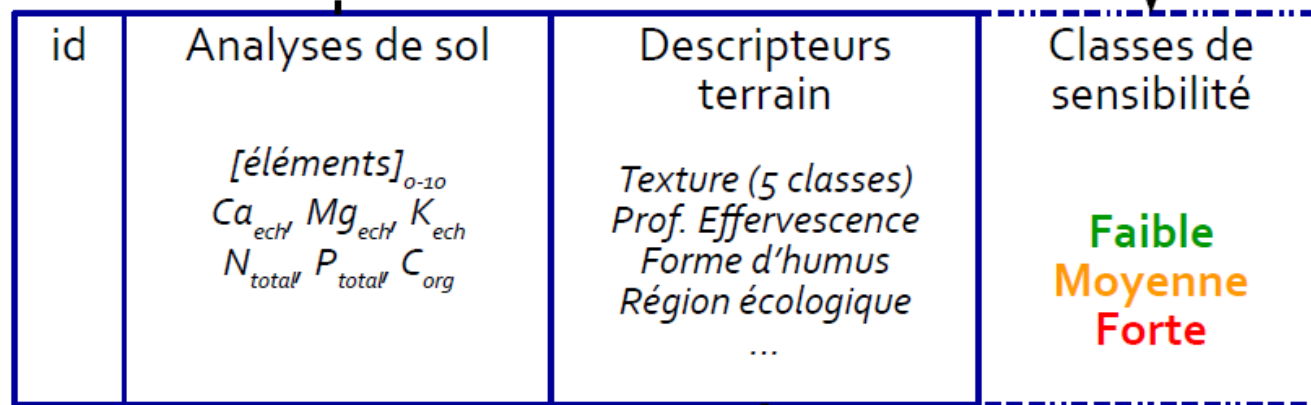 id
Analyses de sol
[éléments]0-10
Caech, Mgech, Kech
Ntotal, Ptotal, Corg
Descripteurs
terrain
Texture (5 classes)
Prof. Effervescence
Forme d'humus
Région écologique
...
Classes de
sensibilité
Faible
Moyenne
Forte